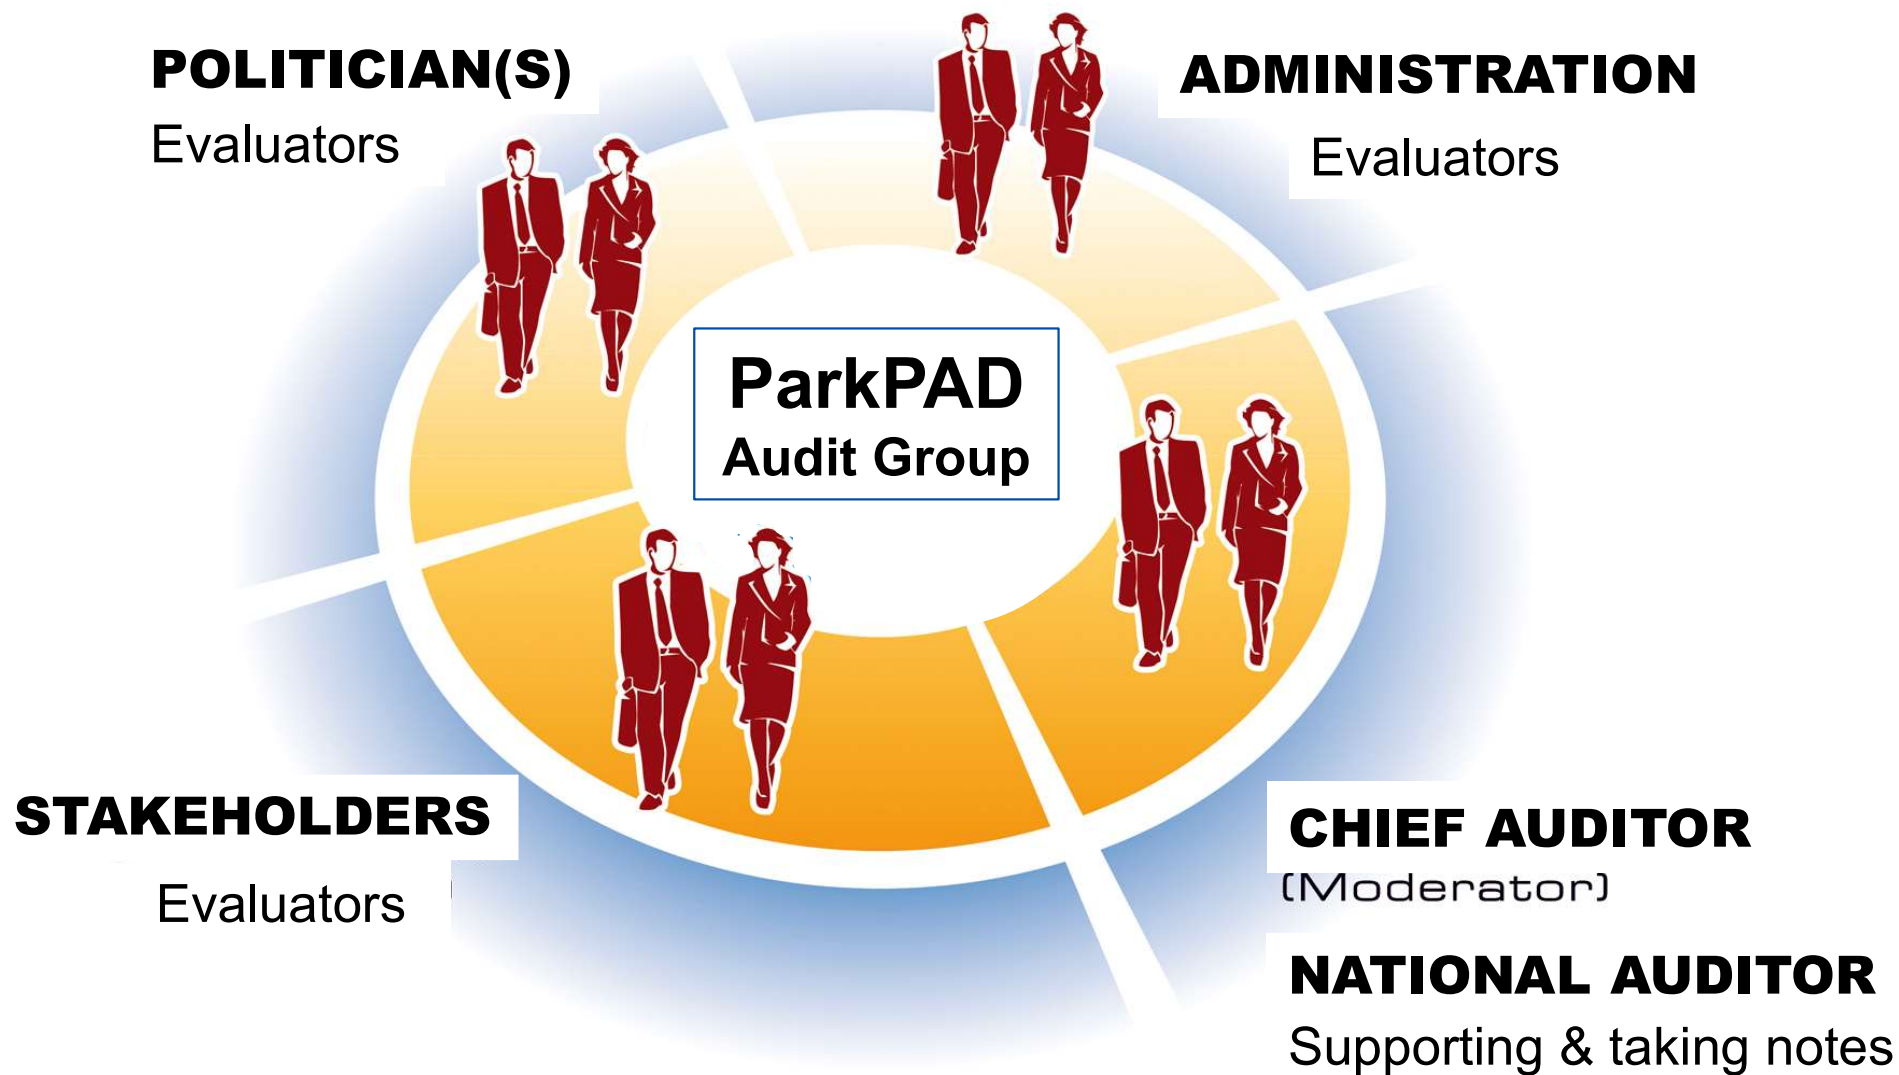 POLITICIAN(S)
Evaluators
ADMINISTRATION
Evaluators
ParkPAD
Audit Group
STAKEHOLDERS
Evaluators
CHIEF AUDITOR
(Moderator)
NATIONAL AUDITOR
Supporting & taking notes